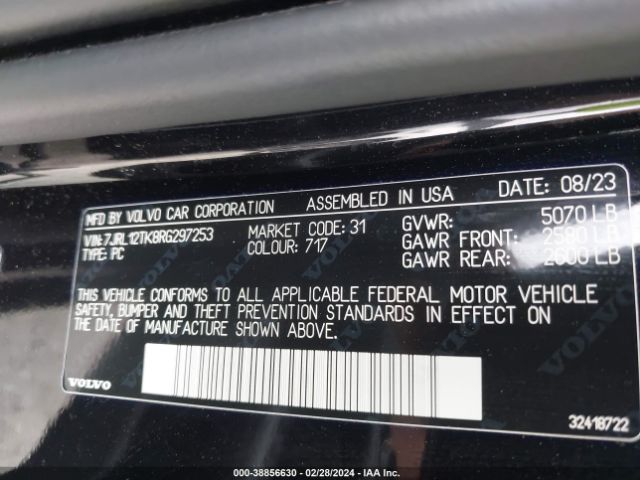 MFD BY VOLVO CAR CORPORATION ASSEMBLED IN USA DATE: 08/23
VIN: 7JRL12TK8RG297253 MARKET CODE: 31 GVWR: 5070 LB
TYPE: PC COLOUR: 717 GAWR FRONT: 2580 LB
GAWR REAR: 2600 LB
THIS VEHICLE CONFORMS TO ALL APPLICABLE FEDERAL MOTOR VEHICLE
SAFETY, BUMPER AND THEFT PREVENTION STANDARDS IN EFFECT ON
THE DATE OF MANUFACTURE SHOWN ABOVE.
VOLVO
32418722
000-38856630 - 02/28/2024 - IAA Inc.